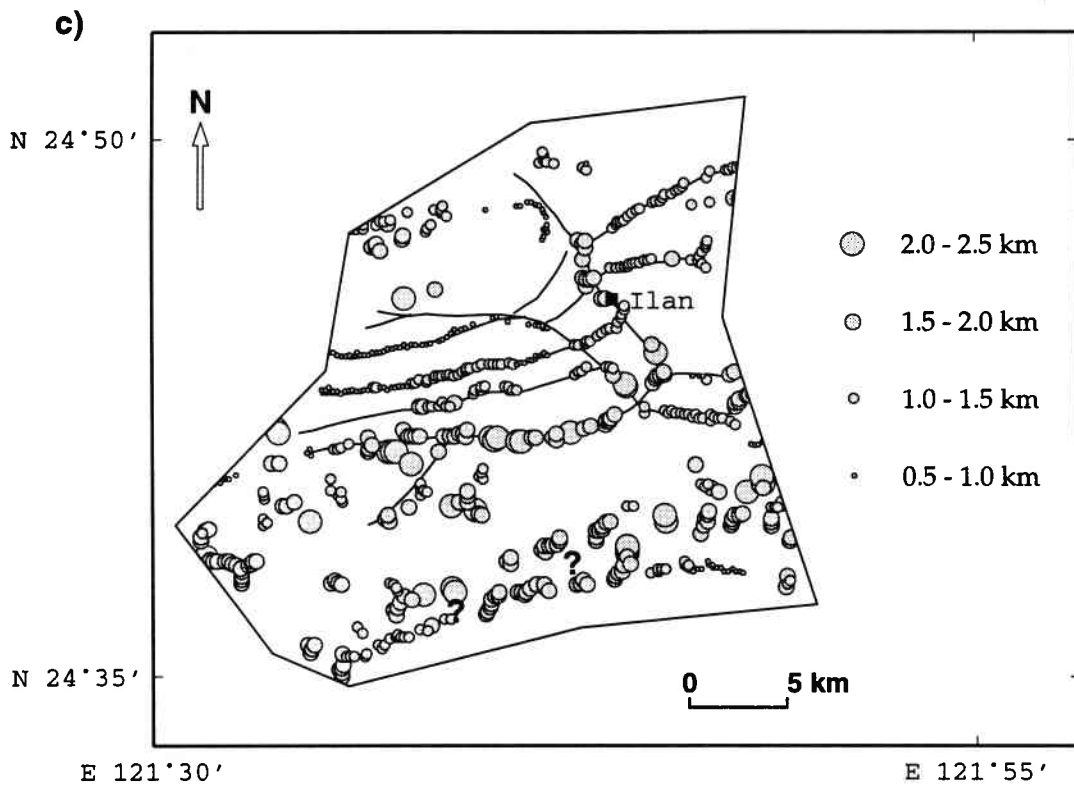 c)
N
N 24°50′
2.0 - 2.5 km
Ilan
1.5 - 2.0 km
1.0 - 1.5 km
0.5 - 1.0 km
?
?
0 5 km
N 24°35′
E 121°30′ E 121°55′